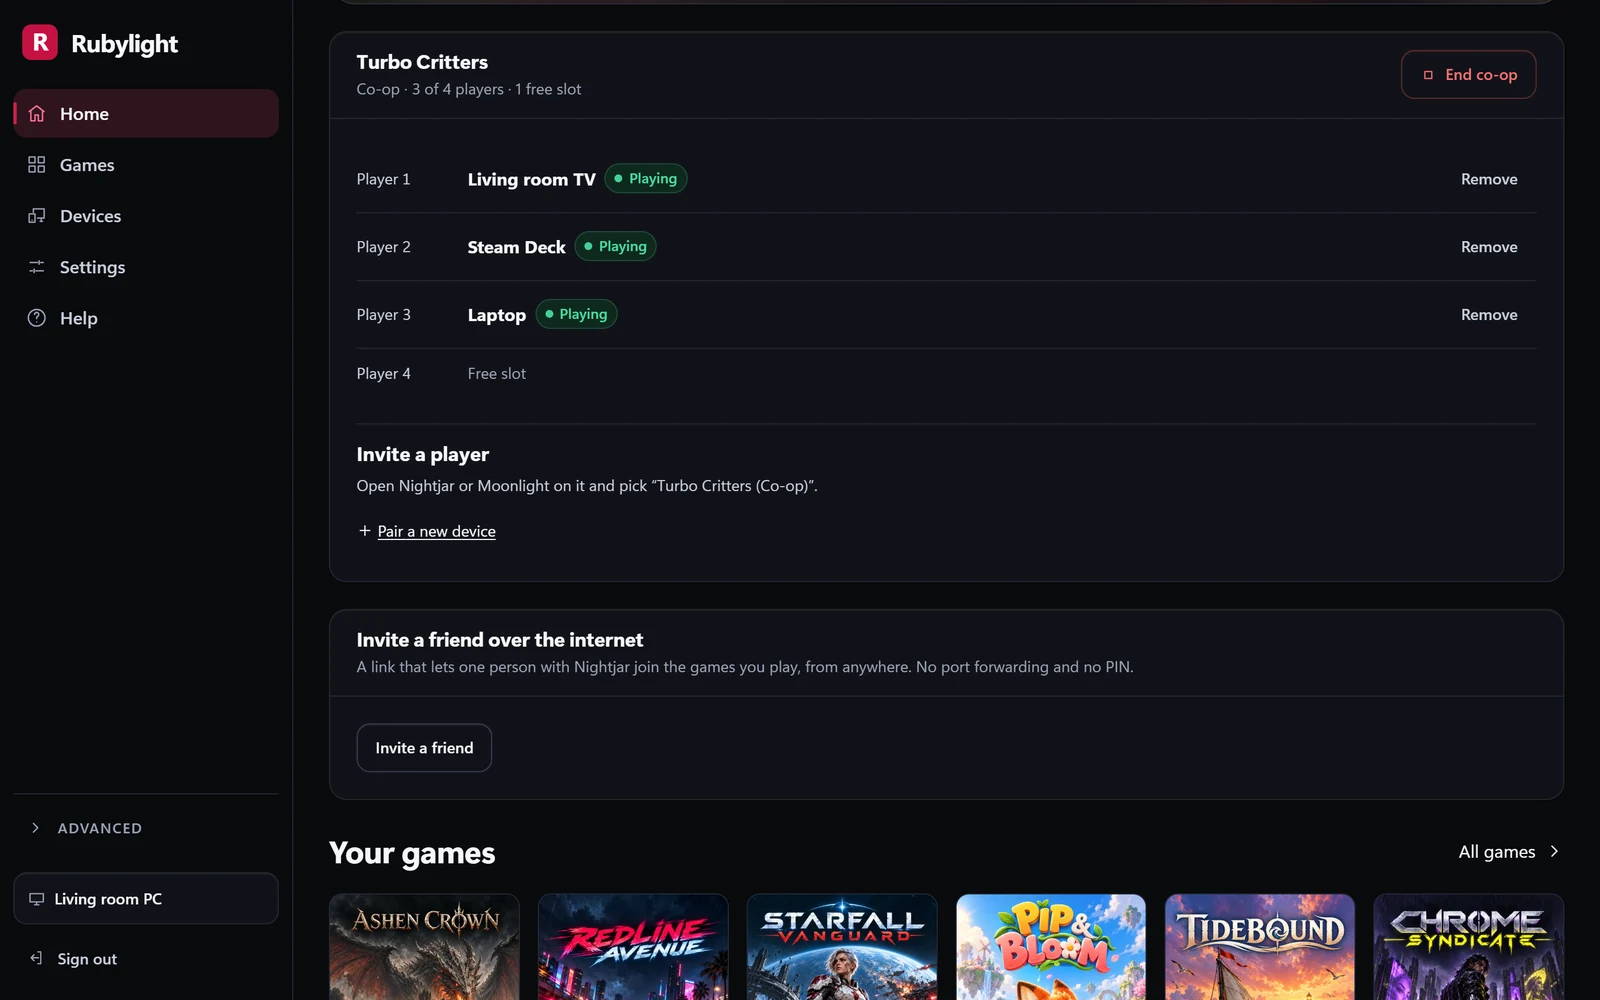 R Rubylight
Home
Games
Devices
Settings
Help
ADVANCED
Living room PC
Sign out
Turbo Critters
Co-op · 3 of 4 players · 1 free slot
End co-op
Player 1 Living room TV Playing Remove
Player 2 Steam Deck Playing Remove
Player 3 Laptop Playing Remove
Player 4 Free slot
Invite a player
Open Nightjar or Moonlight on it and pick “Turbo Critters (Co-op)”.
+ Pair a new device
Invite a friend over the internet
A link that lets one person with Nightjar join the games you play, from anywhere. No port forwarding and no PIN.
Invite a friend
Your games
All games
ASHEN CROWN
REDLINE AVENUE
STARFALL VANGUARD
PIP & BLOOM
TIDEBOUND
CHROME SYNDICATE